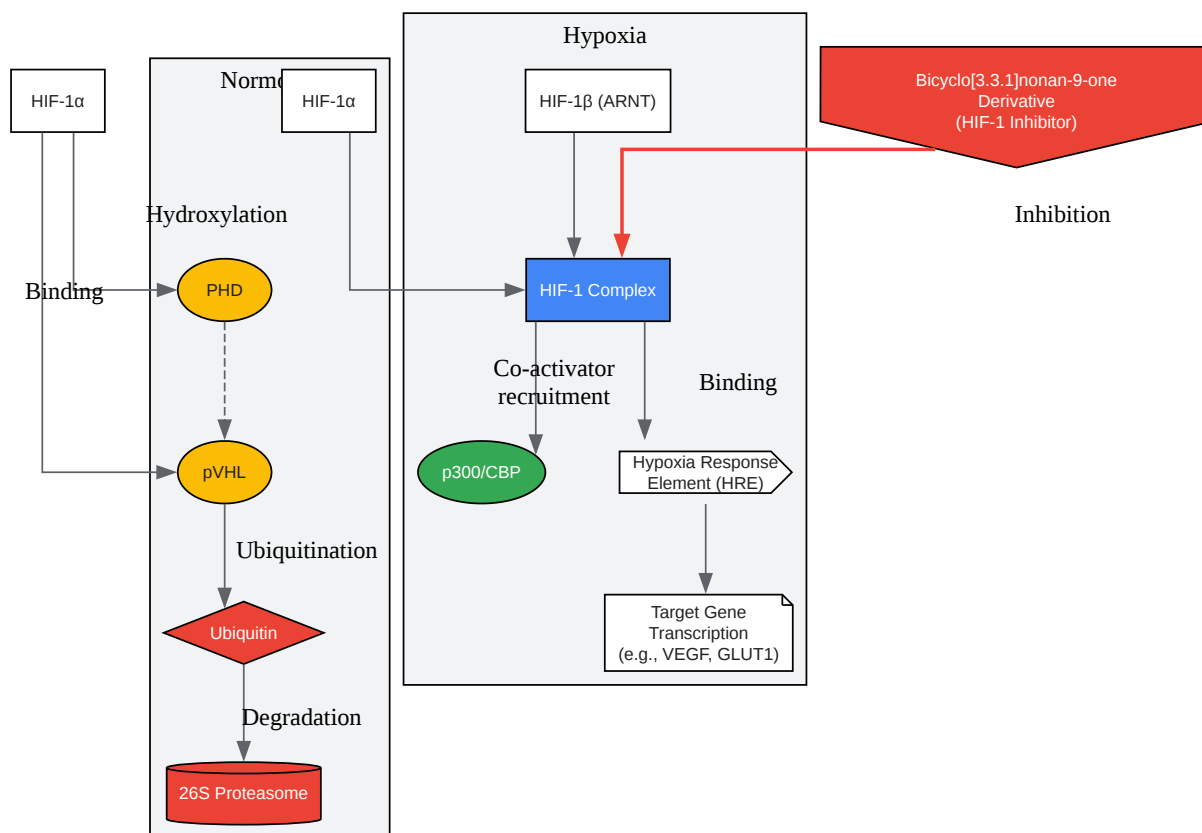 Hypoxia
Normo
HIF-1α
HIF-1α
HIF-1β (ARNT)
Bicyclo[3.3.1]nonan-9-one
Derivative
(HIF-1 Inhibitor)
Hydroxylation
Inhibition
Binding
PHD
HIF-1 Complex
Co-activator
recruitment
Binding
pVHL
p300/CBP
Hypoxia Response
Element (HRE)
Ubiquitination
Ubiquitin
Target Gene
Transcription
(e.g., VEGF, GLUT1)
Degradation
26S Proteasome